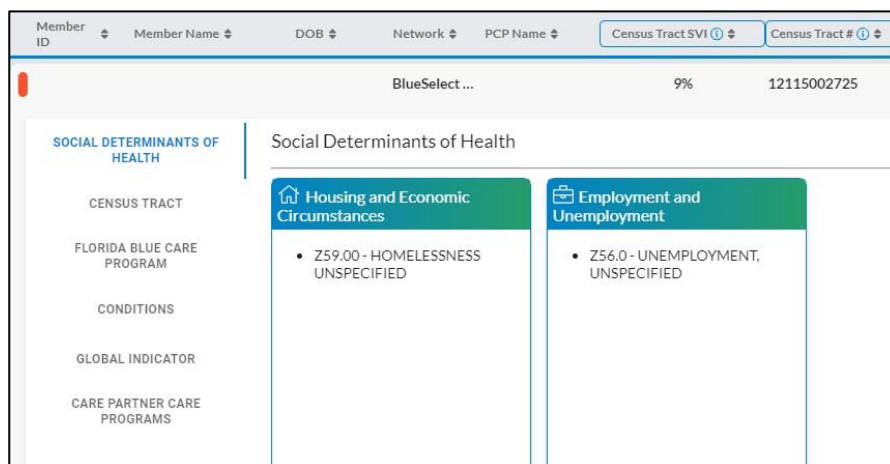 Member ID
Member Name
DOB
Network
PCP Name
Census Tract SVI
Census Tract #
BlueSelect ...
9%
12115002725
SOCIAL DETERMINANTS OF
HEALTH
CENSUS TRACT
FLORIDA BLUE CARE
PROGRAM
CONDITIONS
GLOBAL INDICATOR
CARE PARTNER CARE
PROGRAMS
Social Determinants of Health
Housing and Economic
Circumstances
• Z59.00 - HOMELESSNESS
UNSPECIFIED
Employment and
Unemployment
• Z56.0 - UNEMPLOYMENT,
UNSPECIFIED